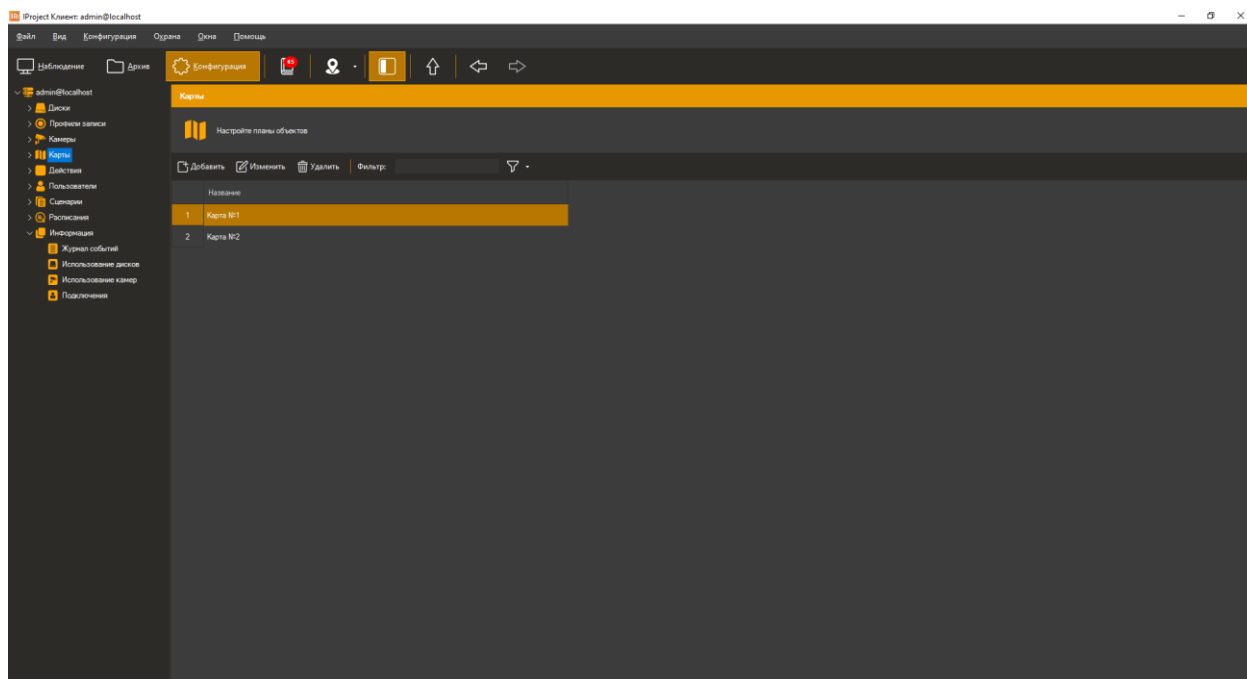 IProject Клиент: admin@localhost
Файл Вид Конфигурация Охрана Окна Помощь
Наблюдение Архив Конфигурация 45
admin@localhost
Диски
Профили записи
Камеры
Карты
Действия
Пользователи
Сценарии
Расписания
Информация
Журнал событий
Использование дисков
Использование камер
Подключения
Карты
Настройте планы объектов
Добавить Изменить Удалить Фильтр:
Название
1 Карта №1
2 Карта №2